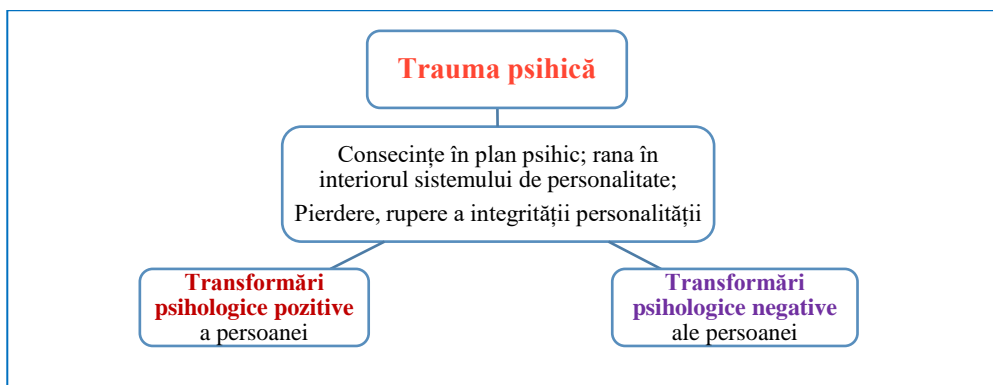 Trauma psihică
Consecințe în plan psihic; rana în
interiorul sistemului de personalitate;
Pierdere, rupere a integrității personalității
Transformări
psihologice pozitive
a persoanei
Transformări
psihologice negative
ale persoanei